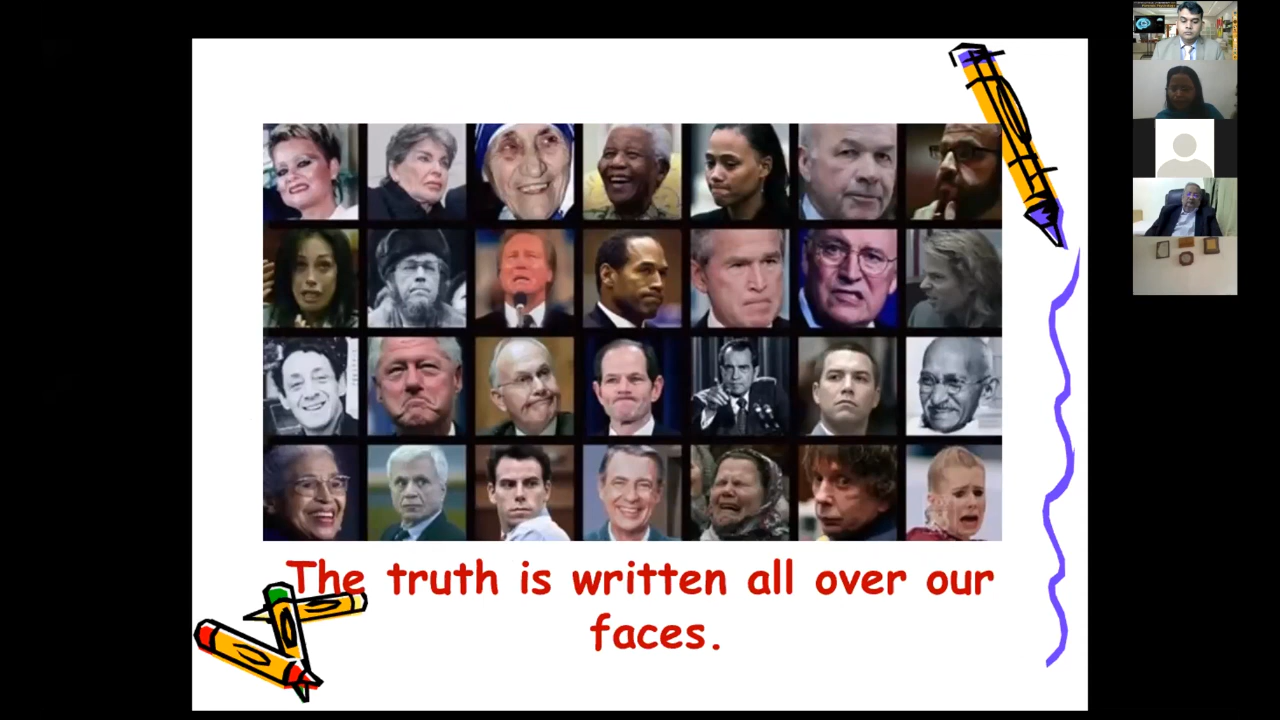 The truth is written all over our
faces.